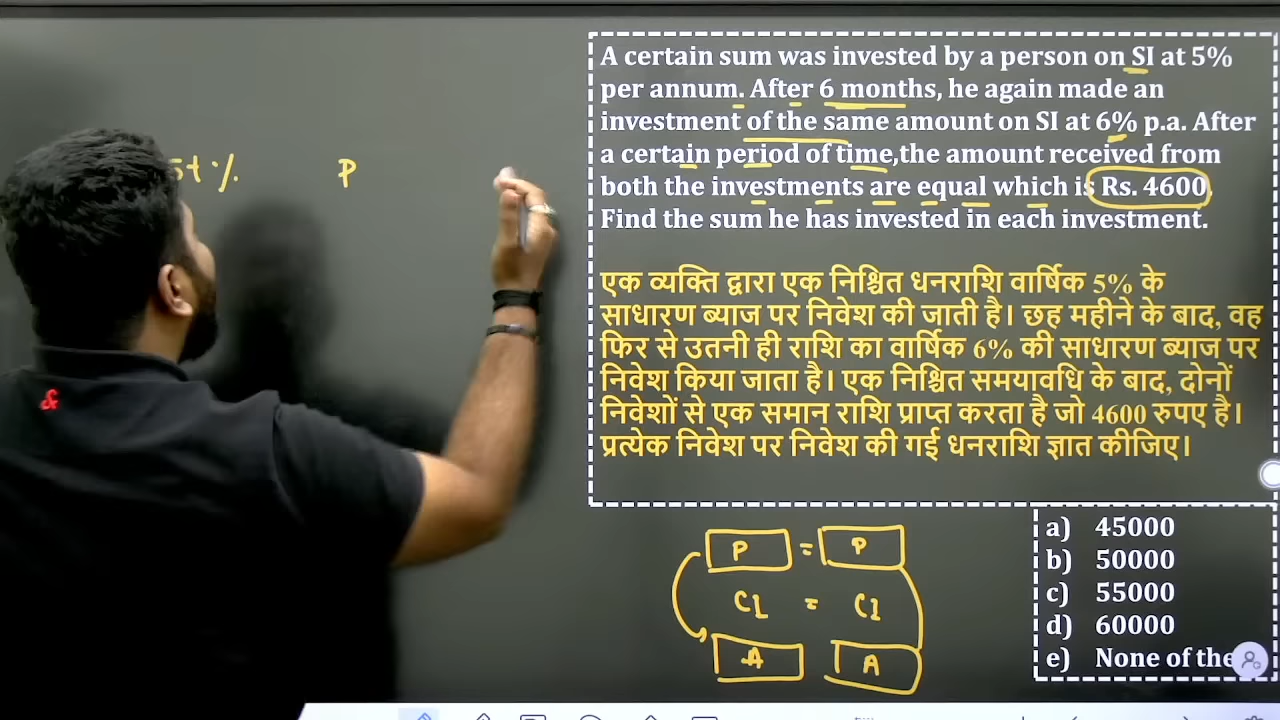 A certain sum was invested by a person on SI at 5%
per annum. After 6 months, he again made an
investment of the same amount on SI at 6% p.a. After
a certain period of time,the amount received from
both the investments are equal which is Rs. 4600.
Find the sum he has invested in each investment.
एक व्यक्ति द्वारा एक निश्चित धनराशि वार्षिक 5% के
साधारण ब्याज पर निवेश की जाती है। छह महीने के बाद, वह
फिर से उतनी ही राशि का वार्षिक 6% की साधारण ब्याज पर
निवेश किया जाता है। एक निश्चित समयावधि के बाद, दोनों
निवेशों से एक समान राशि प्राप्त करता है जो 4600 रुपए है।
प्रत्येक निवेश पर निवेश की गई धनराशि ज्ञात कीजिए।
5t % P
P = P
CI = CI
A A
a) 45000
b) 50000
c) 55000
d) 60000
e) None of the
&